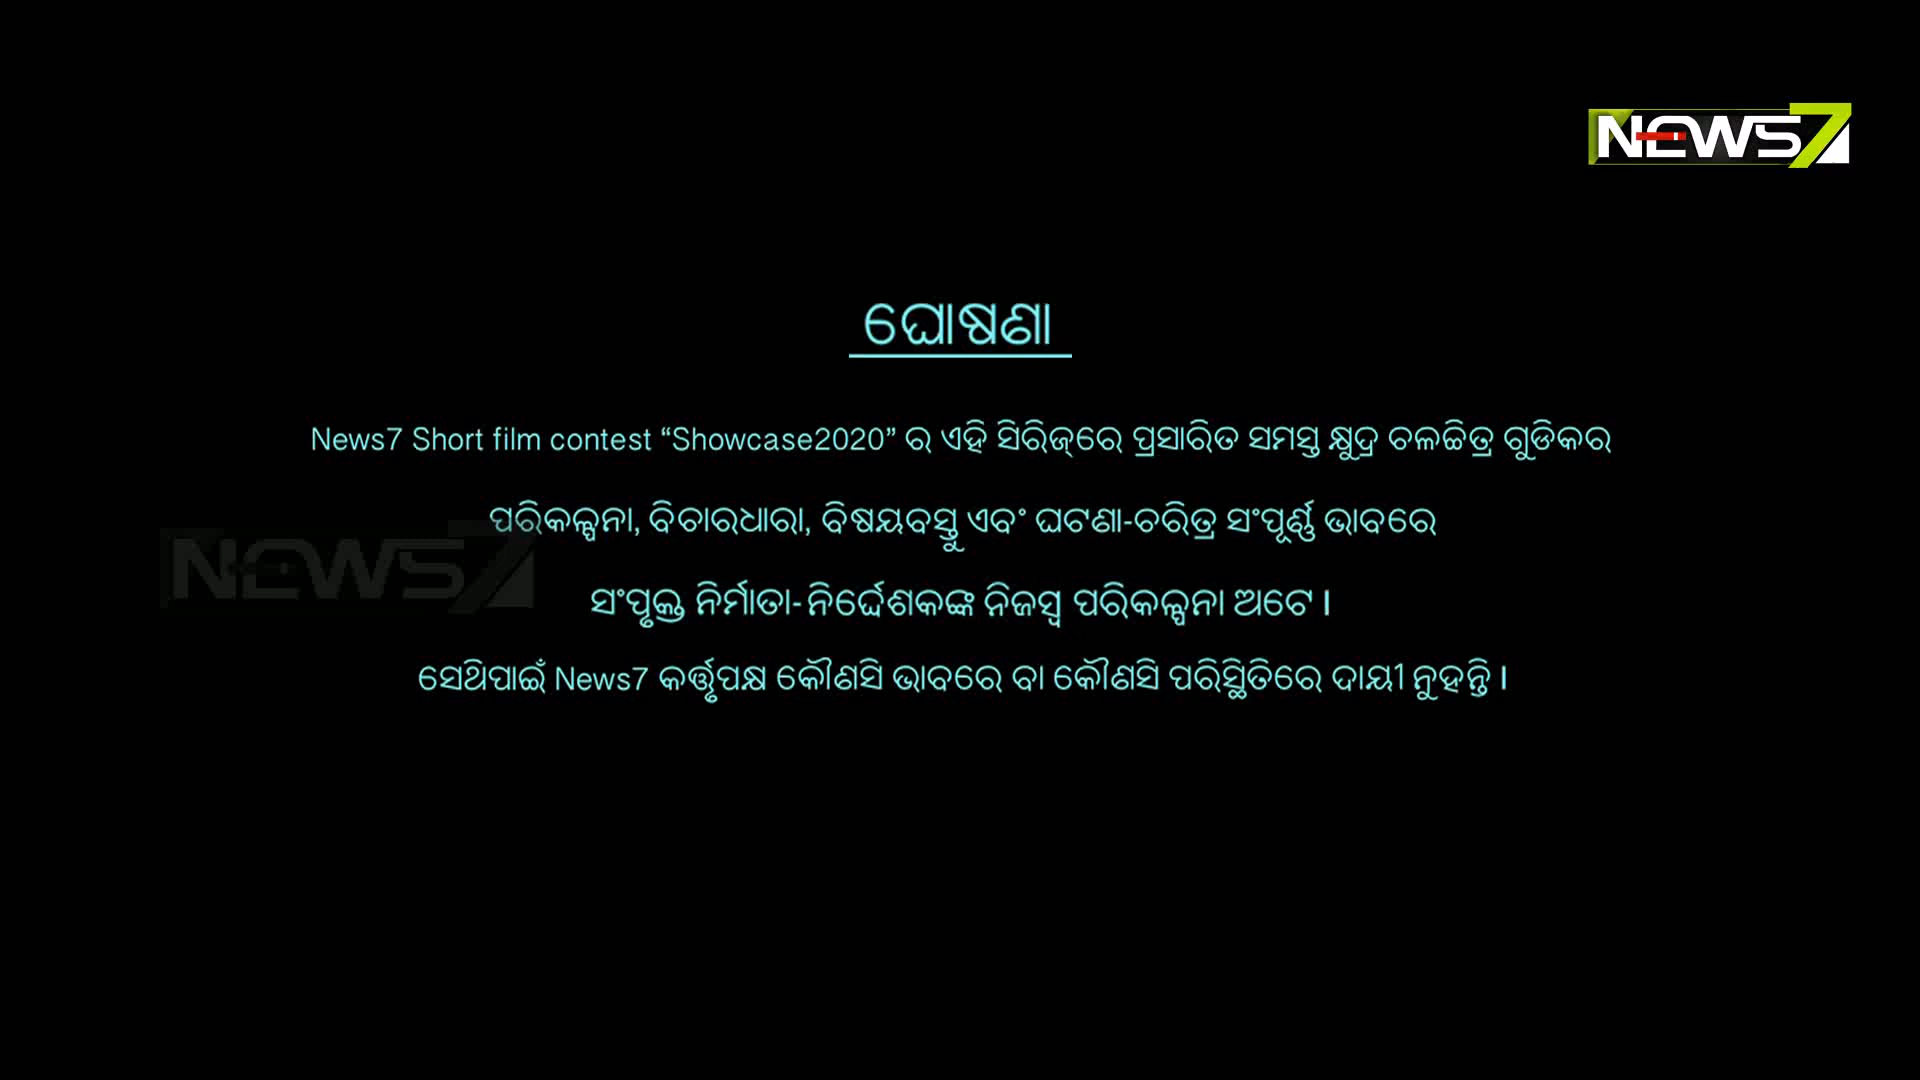 NEWS7
ଘୋଷଣା
News7 Short film contest “Showcase2020” ର ଏହି ସିରିଜ୍‌ରେ ପ୍ରସାରିତ ସମସ୍ତ କ୍ଷୁଦ୍ର ଚଳଚ୍ଚିତ୍ର ଗୁଡିକର
ପରିକଳ୍ପନା, ବିଚାରଧାରା, ବିଷୟବସ୍ତୁ ଏବଂ ଘଟଣା-ଚରିତ୍ର ସଂପୂର୍ଣ୍ଣ ଭାବରେ
NEWS7
ସଂପୃକ୍ତ ନିର୍ମାତା-ନିର୍ଦ୍ଦେଶକଙ୍କ ନିଜସ୍ୱ ପରିକଳ୍ପନା ଅଟେ ।
ସେଥିପାଇଁ News7 କର୍ତ୍ତୃପକ୍ଷ କୌଣସି ଭାବରେ ବା କୌଣସି ପରିସ୍ଥିତିରେ ଦାୟୀ ନୁହନ୍ତି ।